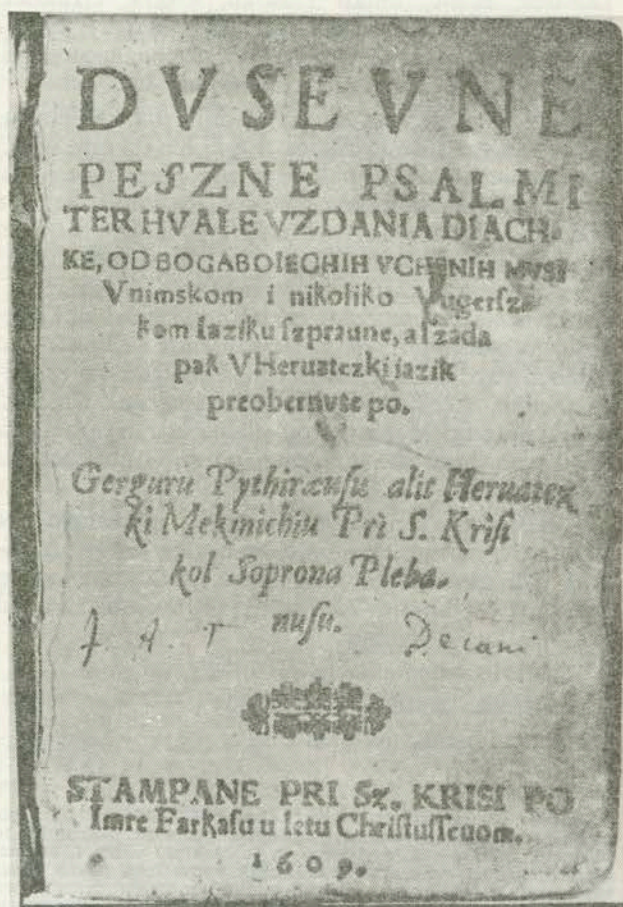 DVSEVNE
PESZNE PSALMI
TER HVALE VZDANIA DIACH-
KE, OD BOGABOIECHIH VCHENIH MVSI
Vnimskom i nikoliko Vugerſza
kom Iaziku ſzpraune, a ſzada
pak V Heruatezki iazik
preobernute po.
Gerguru Pythiræuſu alit Heruatez
ki Mekinichiu Pri S. Kriſi
kol Soprona Pleba.
nuſu.
J. A. T Decani
STAMPANE PRI Sz. KRISI PO
Imre Farkaſu u letu Chriſtuſſeuom.
1609.